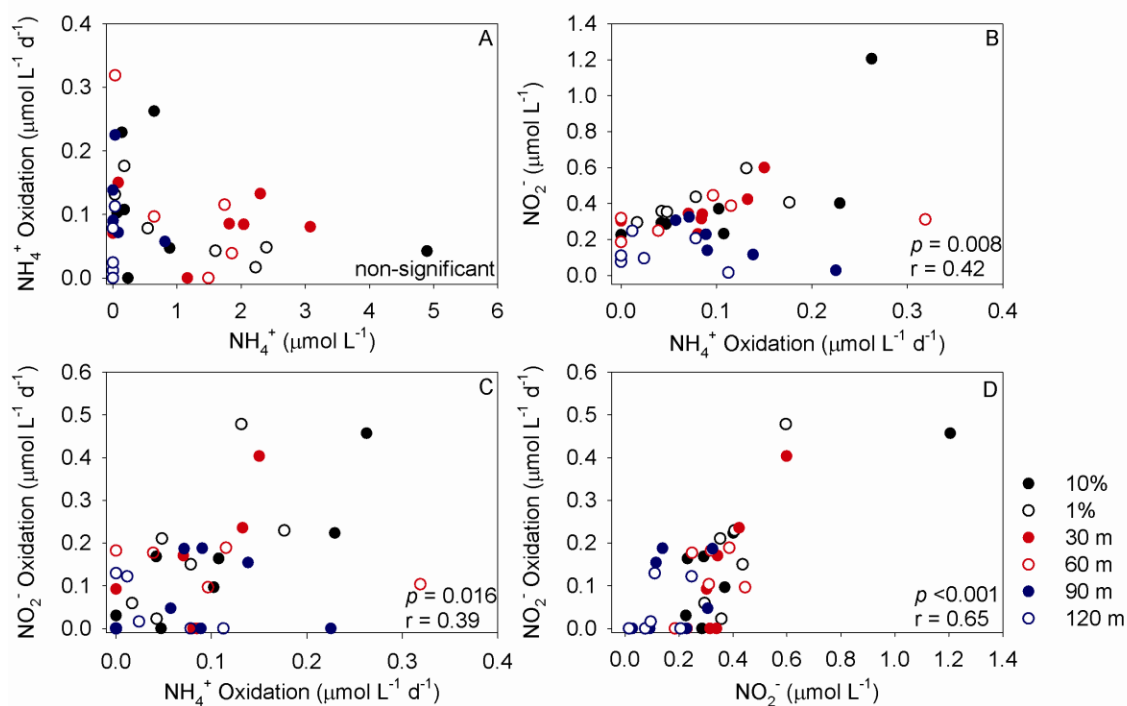 A
NH₄⁺ Oxidation (μmol L⁻¹ d⁻¹)
0.4
0.3
0.2
0.1
0.0
non-significant
0 1 2 3 4 5 6
NH₄⁺ (μmol L⁻¹)
B
NO₂⁻ (μmol L⁻¹)
1.4
1.2
1.0
0.8
0.6
0.4
0.2
0.0
p = 0.008
r = 0.42
0.0 0.1 0.2 0.3 0.4
NH₄⁺ Oxidation (μmol L⁻¹ d⁻¹)
C
NO₂⁻ Oxidation (μmol L⁻¹ d⁻¹)
0.6
0.5
0.4
0.3
0.2
0.1
0.0
p = 0.016
r = 0.39
0.0 0.1 0.2 0.3 0.4
NH₄⁺ Oxidation (μmol L⁻¹ d⁻¹)
D
NO₂⁻ Oxidation (μmol L⁻¹ d⁻¹)
0.6
0.5
0.4
0.3
0.2
0.1
0.0
p <0.001
r = 0.65
0.0 0.2 0.4 0.6 0.8 1.0 1.2 1.4
NO₂⁻ (μmol L⁻¹)
10%
1%
30 m
60 m
90 m
120 m